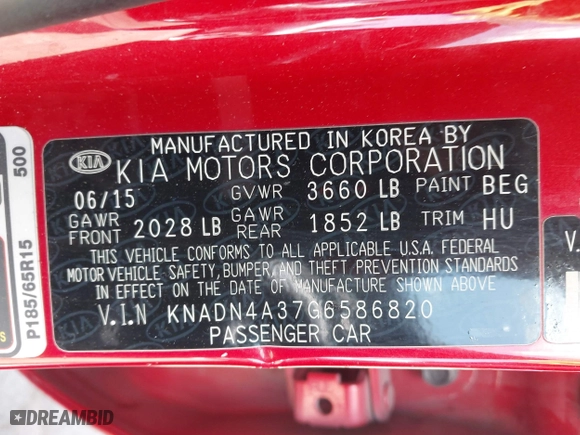 MANUFACTURED IN KOREA BY
KIA KIA MOTORS CORPORATION
06/15 GVWR 3660 LB PAINT BEG
GAWR FRONT 2028 LB GAWR REAR 1852 LB TRIM HU
THIS VEHICLE CONFORMS TO ALL APPLICABLE U.S.A. FEDERAL
MOTOR VEHICLE SAFETY, BUMPER, AND THEFT PREVENTION STANDARDS
IN EFFECT ON THE DATE OF MANUFACTURE SHOWN ABOVE
V.I.N KNADN4A37G6586820
PASSENGER CAR
500
P185/65R15
V.
DREAMBID